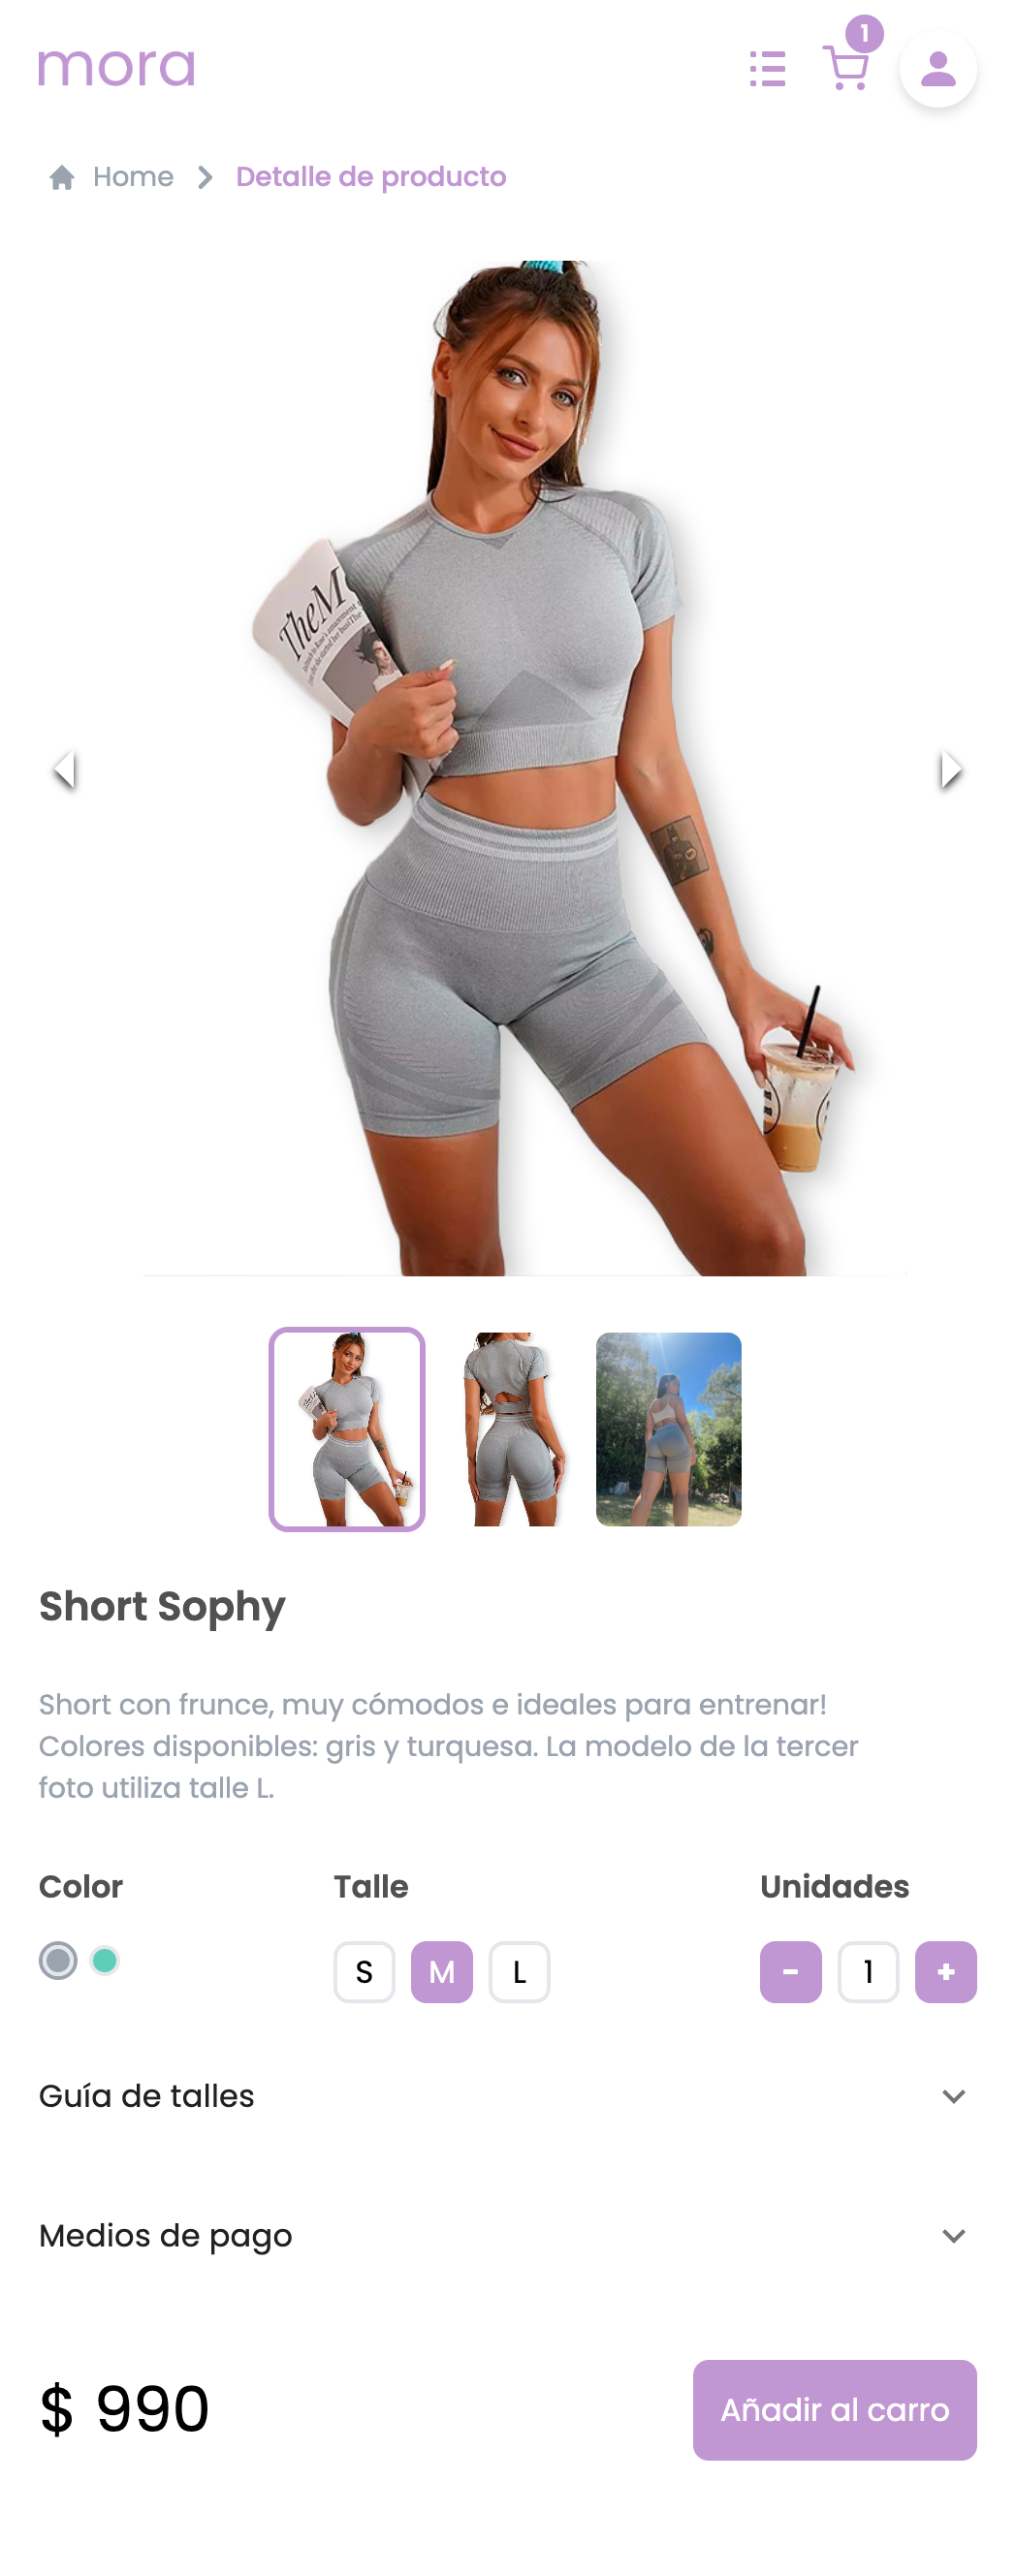 mora
1
Home
Detalle de producto
TheM
Short Sophy
Short con frunce, muy cómodos e ideales para entrenar!
Colores disponibles: gris y turquesa. La modelo de la tercer
foto utiliza talle L.
Color Talle Unidades
S M L - 1 +
Guía de talles
Medios de pago
$ 990
Añadir al carro